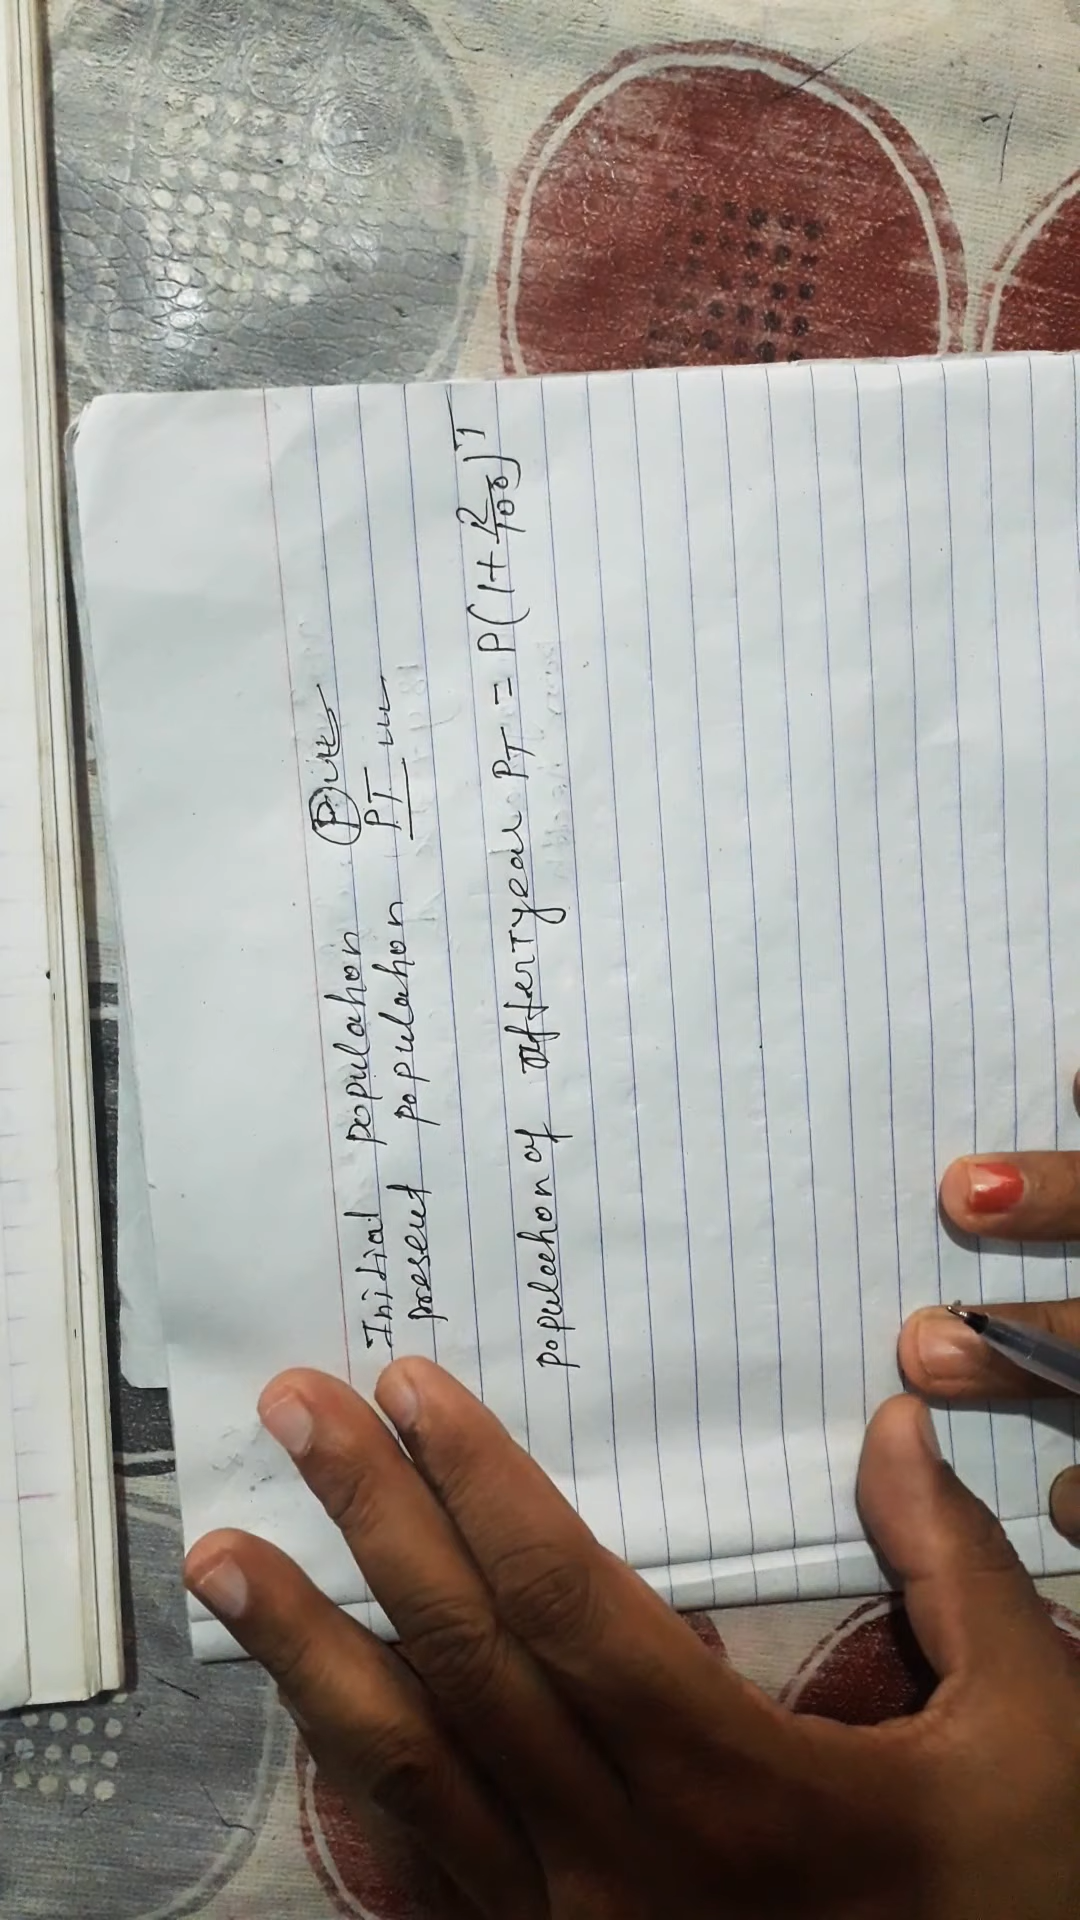 Initial population P
present population PT
population of after T year PT = P(1+R/100)^T